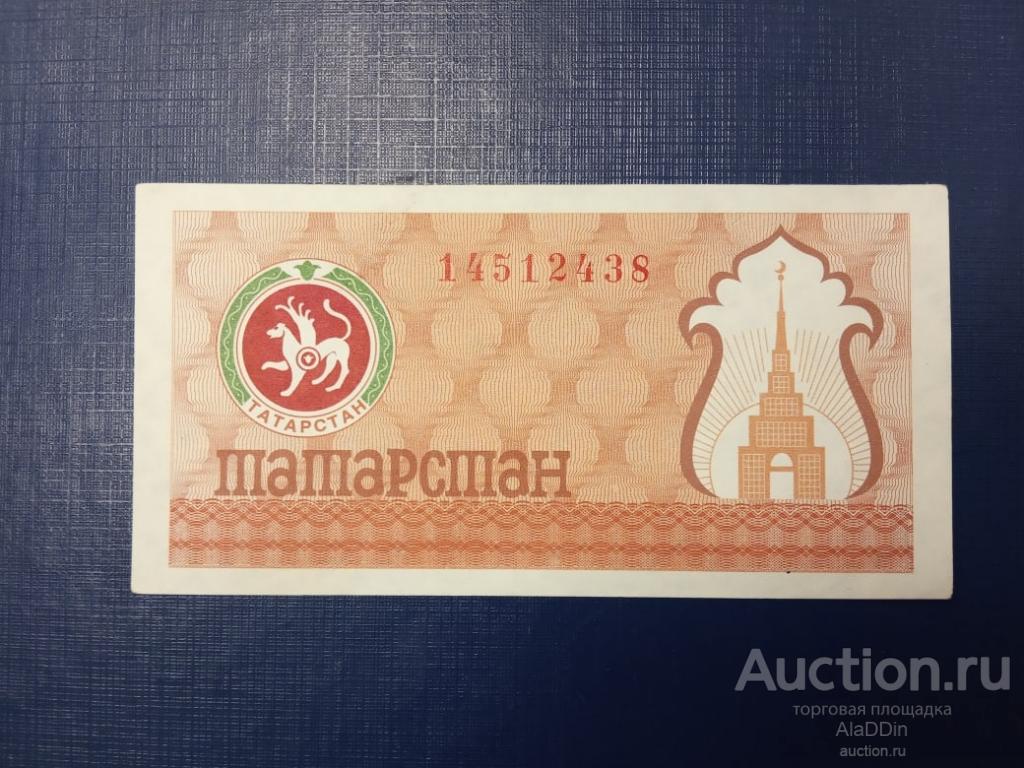 14512438
ТАТАРСТАН
татарстан
Auction.ru
торговая площадка
AlaDDin
auction.ru